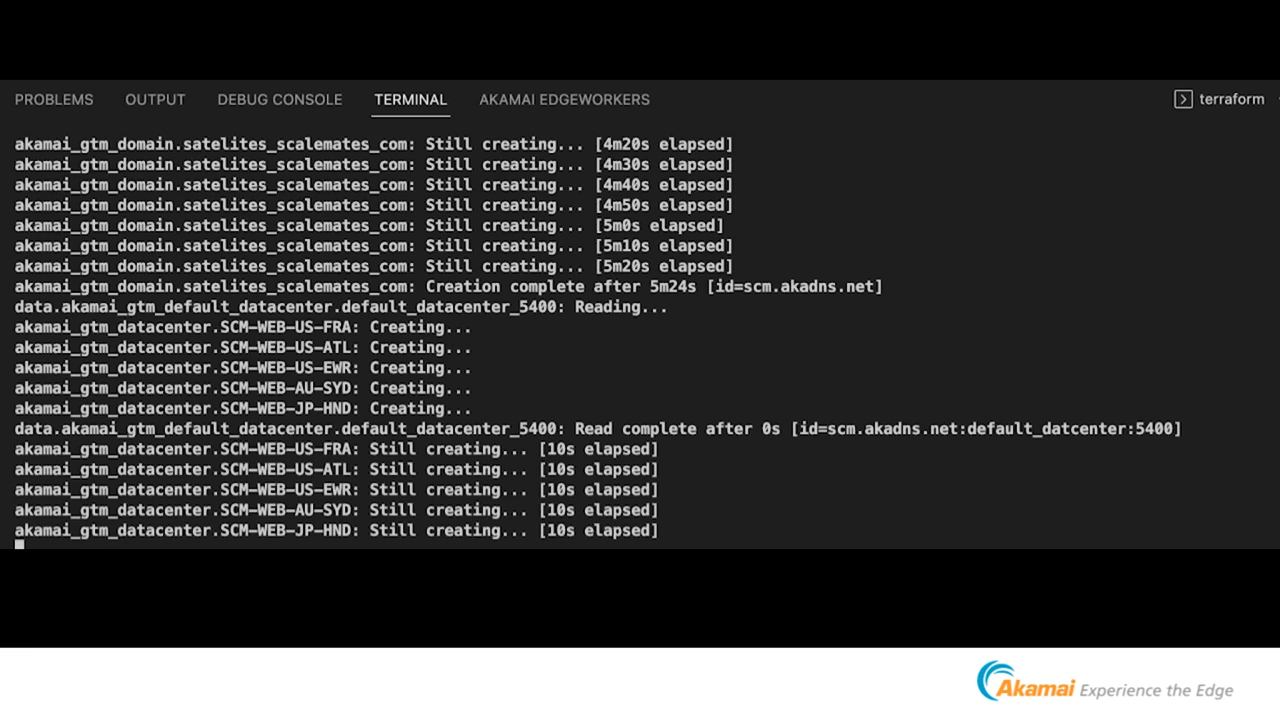 PROBLEMS OUTPUT DEBUG CONSOLE TERMINAL AKAMAI EDGEWORKERS terraform
akamai_gtm_domain.satelites_scalemates_com: Still creating... [4m20s elapsed]
akamai_gtm_domain.satelites_scalemates_com: Still creating... [4m30s elapsed]
akamai_gtm_domain.satelites_scalemates_com: Still creating... [4m40s elapsed]
akamai_gtm_domain.satelites_scalemates_com: Still creating... [4m50s elapsed]
akamai_gtm_domain.satelites_scalemates_com: Still creating... [5m0s elapsed]
akamai_gtm_domain.satelites_scalemates_com: Still creating... [5m10s elapsed]
akamai_gtm_domain.satelites_scalemates_com: Still creating... [5m20s elapsed]
akamai_gtm_domain.satelites_scalemates_com: Creation complete after 5m24s [id=scm.akadns.net]
data.akamai_gtm_default_datacenter.default_datacenter_5400: Reading...
akamai_gtm_datacenter.SCM-WEB-US-FRA: Creating...
akamai_gtm_datacenter.SCM-WEB-US-ATL: Creating...
akamai_gtm_datacenter.SCM-WEB-US-EWR: Creating...
akamai_gtm_datacenter.SCM-WEB-AU-SYD: Creating...
akamai_gtm_datacenter.SCM-WEB-JP-HND: Creating...
data.akamai_gtm_default_datacenter.default_datacenter_5400: Read complete after 0s [id=scm.akadns.net:default_datcenter:5400]
akamai_gtm_datacenter.SCM-WEB-US-FRA: Still creating... [10s elapsed]
akamai_gtm_datacenter.SCM-WEB-US-ATL: Still creating... [10s elapsed]
akamai_gtm_datacenter.SCM-WEB-US-EWR: Still creating... [10s elapsed]
akamai_gtm_datacenter.SCM-WEB-AU-SYD: Still creating... [10s elapsed]
akamai_gtm_datacenter.SCM-WEB-JP-HND: Still creating... [10s elapsed]
Akamai Experience the Edge